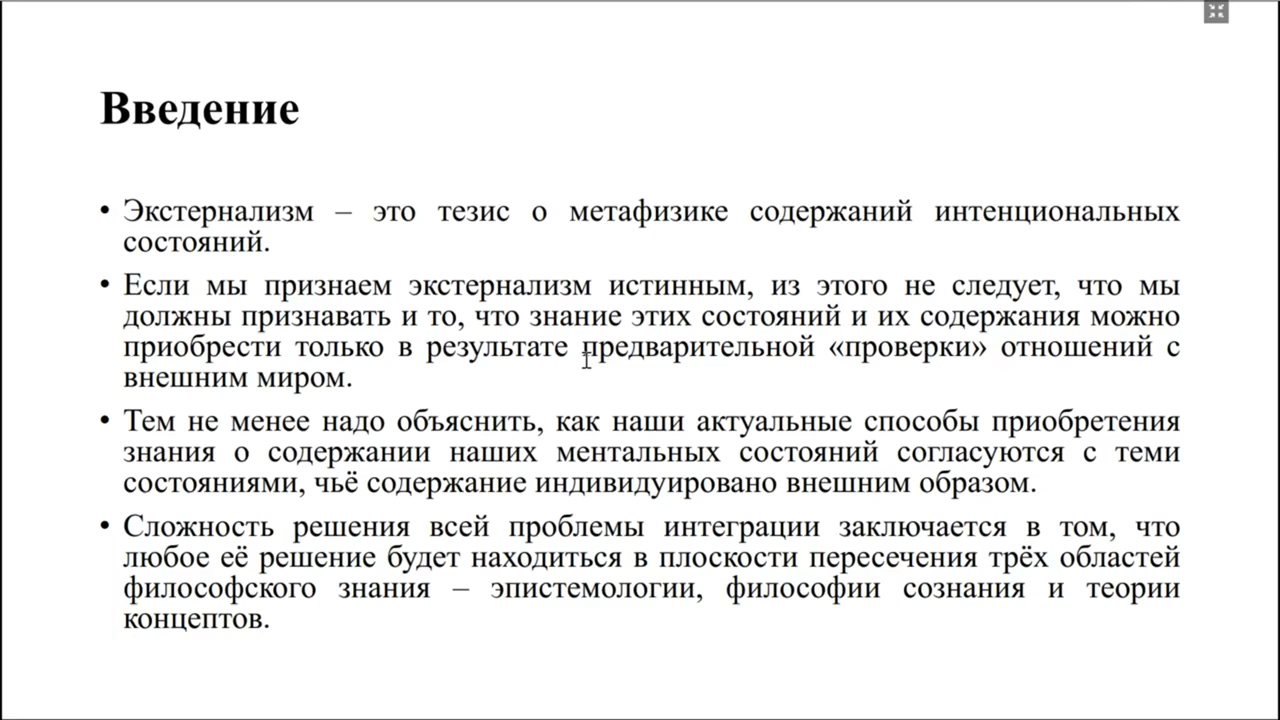 Введение
• Экстернализм – это тезис о метафизике содержаний интенциональных
состояний.
• Если мы признаем экстернализм истинным, из этого не следует, что мы
должны признавать и то, что знание этих состояний и их содержания можно
приобрести только в результате предварительной «проверки» отношений с
внешним миром.
• Тем не менее надо объяснить, как наши актуальные способы приобретения
знания о содержании наших ментальных состояний согласуются с теми
состояниями, чьё содержание индивидуировано внешним образом.
• Сложность решения всей проблемы интеграции заключается в том, что
любое её решение будет находиться в плоскости пересечения трёх областей
философского знания – эпистемологии, философии сознания и теории
концептов.